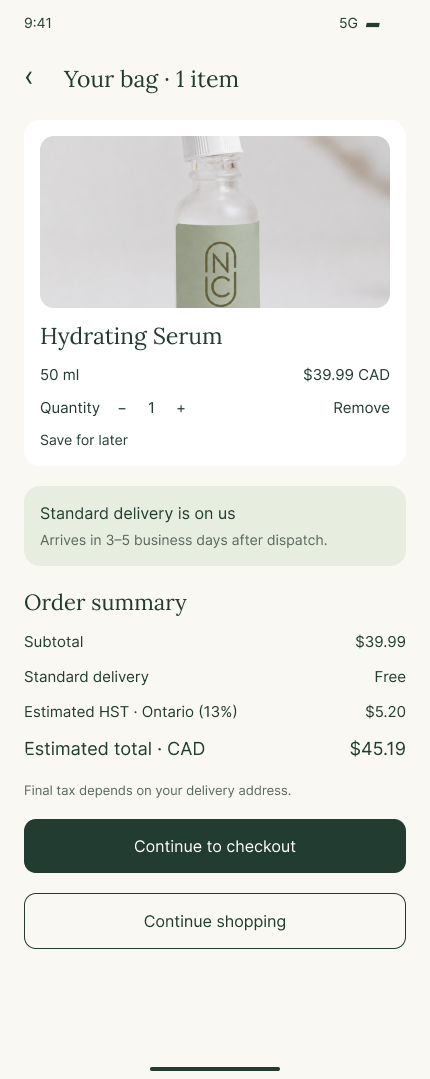 9:41 5G
‹ Your bag · 1 item
NC
Hydrating Serum
50 ml $39.99 CAD
Quantity − 1 + Remove
Save for later
Standard delivery is on us
Arrives in 3–5 business days after dispatch.
Order summary
Subtotal $39.99
Standard delivery Free
Estimated HST · Ontario (13%) $5.20
Estimated total · CAD $45.19
Final tax depends on your delivery address.
Continue to checkout
Continue shopping